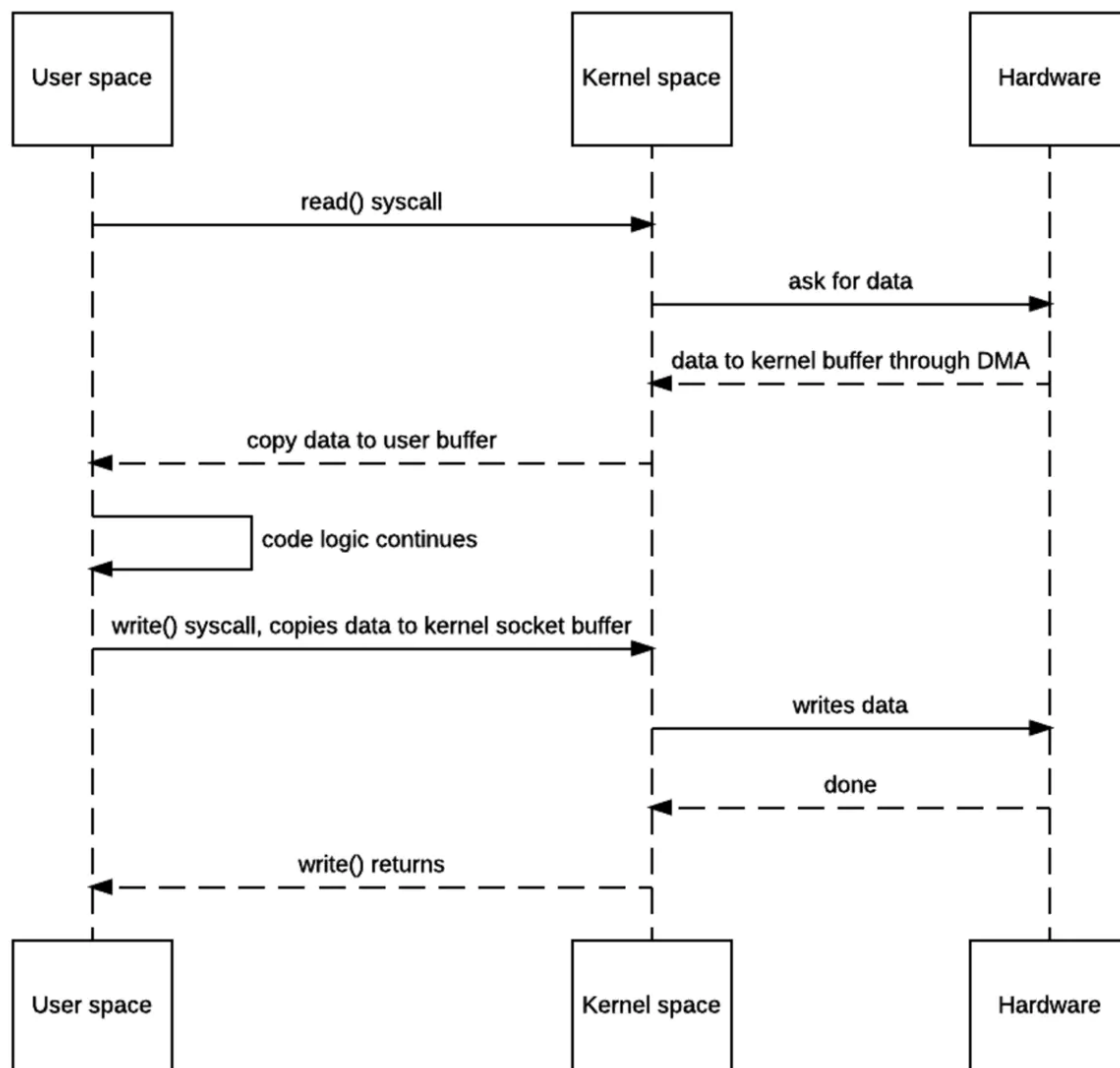 User space
Kernel space
Hardware
read() syscall
ask for data
data to kernel buffer through DMA
copy data to user buffer
code logic continues
write() syscall, copies data to kernel socket buffer
writes data
done
write() returns
User space
Kernel space
Hardware